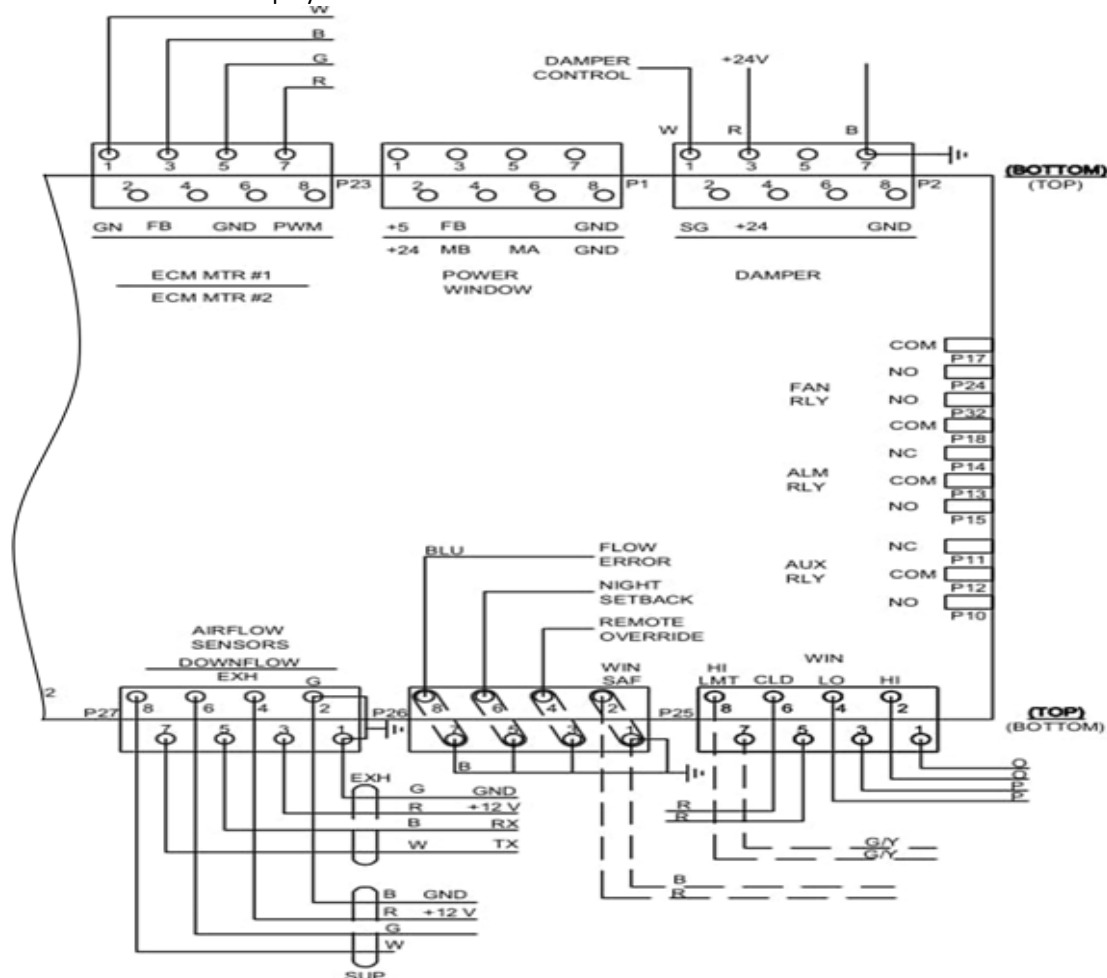 W
B
G
R
DAMPER
CONTROL
+24V
W R B
1 3 5 7
1 3 5 7
1 3 5 7
2 4 6 8 P23
2 4 6 8 P1
2 4 6 8 P2
(BOTTOM)
(TOP)
GN FB GND PWM
+5 FB GND
SG +24 GND
+24 MB MA GND
ECM MTR #1
ECM MTR #2
POWER
WINDOW
DAMPER
COM
P17
NO
P24
FAN
RLY
NO
P32
COM
P18
NC
P14
ALM
RLY
COM
P13
NO
P15
NC
P11
AUX
RLY
COM
P12
NO
P10
BLU
FLOW
ERROR
NIGHT
SETBACK
REMOTE
OVERRIDE
AIRFLOW
SENSORS
DOWNFLOW
EXH
G
WIN
SAF
HI
LMT
CLD
WIN
LO
HI
2
P27
8 6 4 2
7 5 3 1
P26
8 6 4 2
7 5 3 1
P25
8 6 4 2
7 5 3 1
(TOP)
(BOTTOM)
B
EXH
G GND
R +12 V
B RX
W TX
O
O
P
P
R
R
G/Y
G/Y
B
R
B GND
R +12 V
G
W
SUP